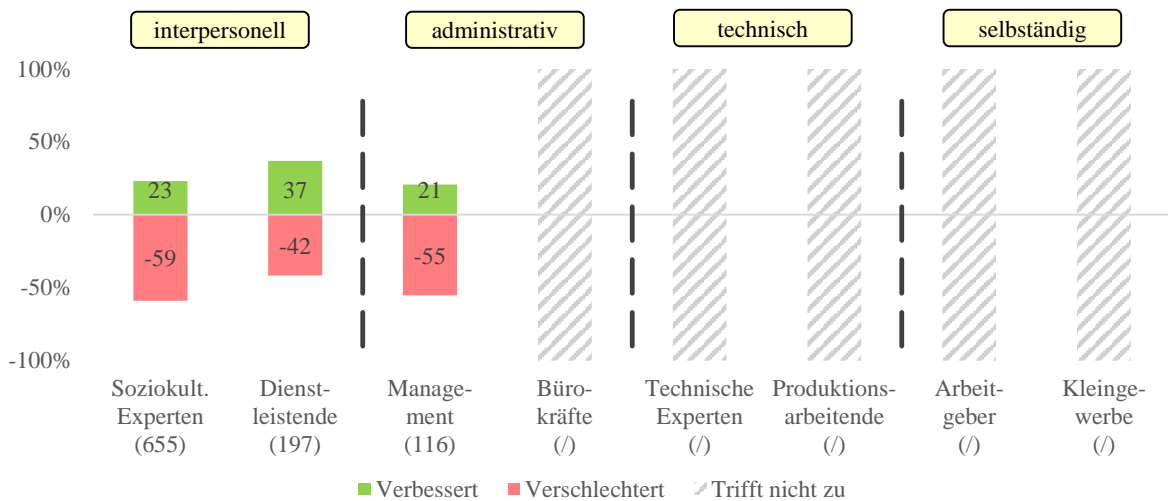 interpersonell
administrativ
technisch
selbständig
100%
50%
0%
-50%
-100%
23
37
21
-59
-42
-55
Soziokult.
Experten
(655)
Dienst-
leistende
(197)
Manage-
ment
(116)
Büro-
kräfte
(/)
Technische
Experten
(/)
Produktions-
arbeitende
(/)
Arbeit-
geber
(/)
Kleinge-
werbe
(/)
Verbessert
Verschlechtert
Trifft nicht zu